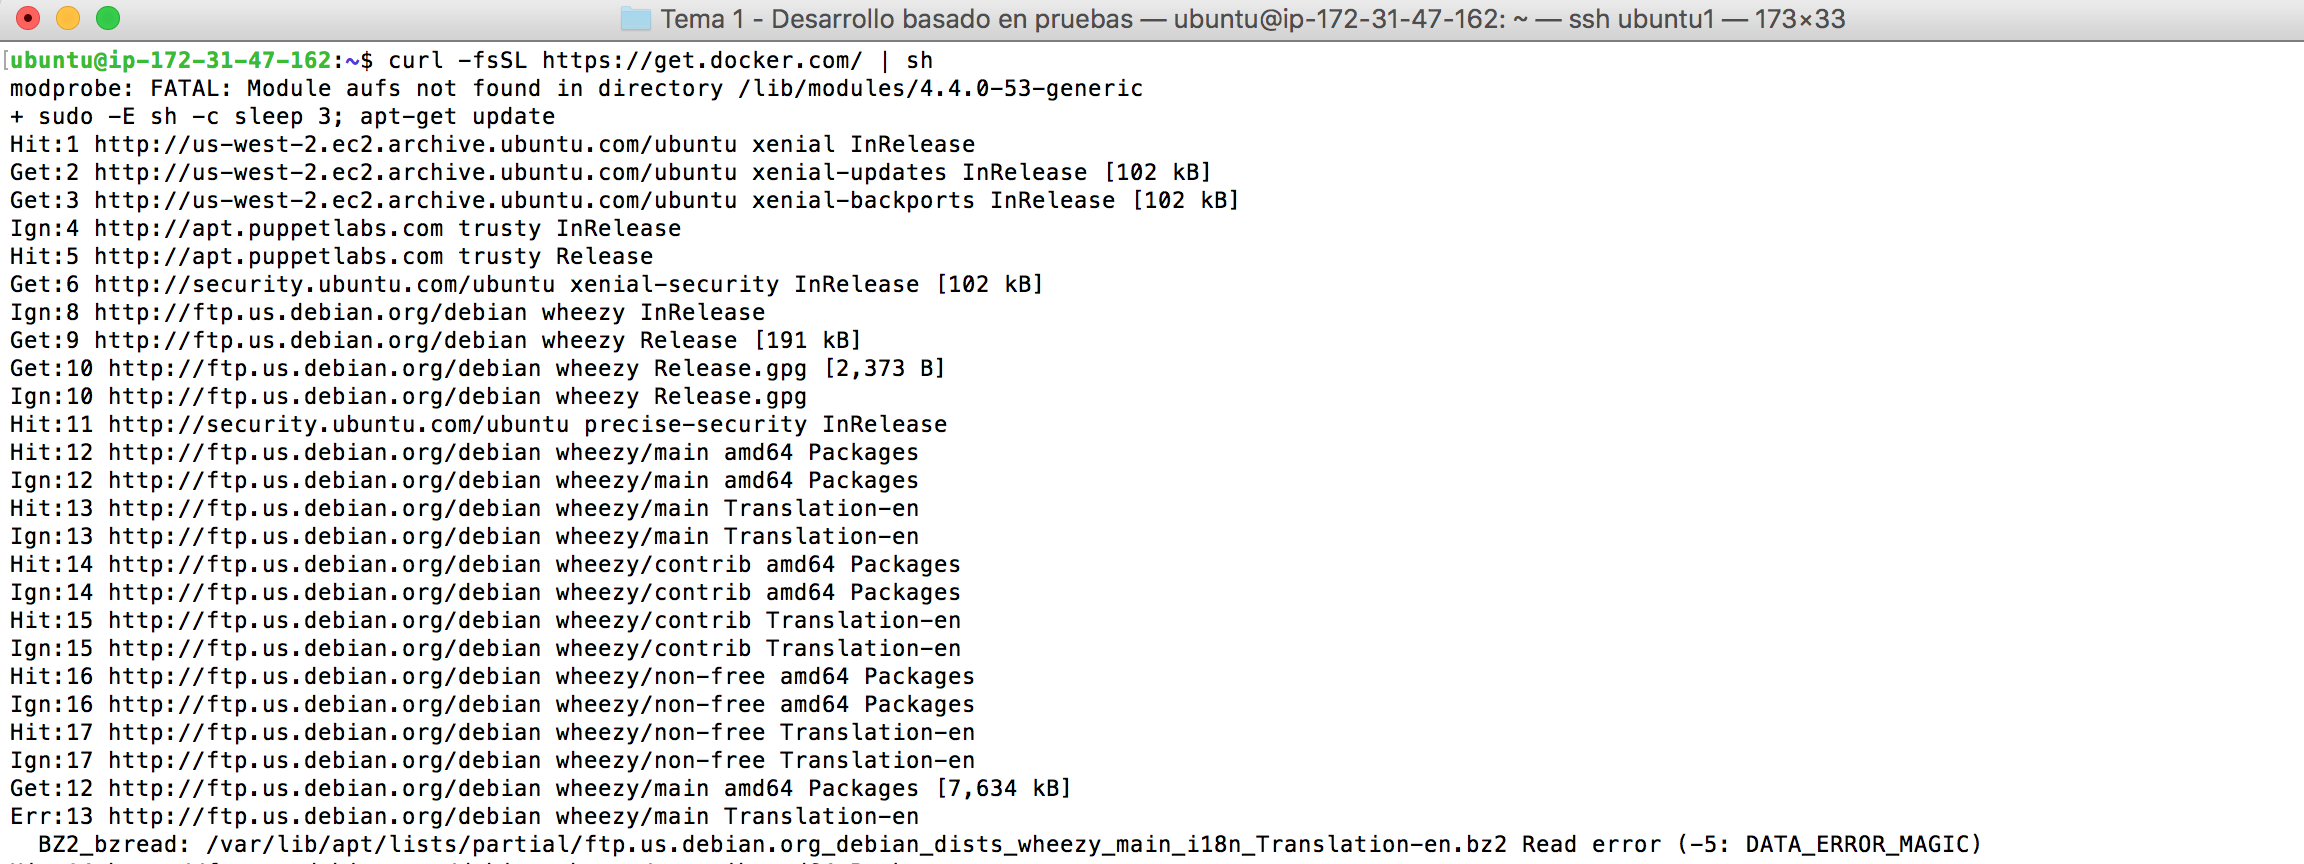 Tema 1 - Desarrollo basado en pruebas — ubuntu@ip-172-31-47-162: ~ — ssh ubuntu1 — 173×33
[ubuntu@ip-172-31-47-162:~$ curl -fsSL https://get.docker.com/ | sh
modprobe: FATAL: Module aufs not found in directory /lib/modules/4.4.0-53-generic
+ sudo -E sh -c sleep 3; apt-get update
Hit:1 http://us-west-2.ec2.archive.ubuntu.com/ubuntu xenial InRelease
Get:2 http://us-west-2.ec2.archive.ubuntu.com/ubuntu xenial-updates InRelease [102 kB]
Get:3 http://us-west-2.ec2.archive.ubuntu.com/ubuntu xenial-backports InRelease [102 kB]
Ign:4 http://apt.puppetlabs.com trusty InRelease
Hit:5 http://apt.puppetlabs.com trusty Release
Get:6 http://security.ubuntu.com/ubuntu xenial-security InRelease [102 kB]
Ign:8 http://ftp.us.debian.org/debian wheezy InRelease
Get:9 http://ftp.us.debian.org/debian wheezy Release [191 kB]
Get:10 http://ftp.us.debian.org/debian wheezy Release.gpg [2,373 B]
Ign:10 http://ftp.us.debian.org/debian wheezy Release.gpg
Hit:11 http://security.ubuntu.com/ubuntu precise-security InRelease
Hit:12 http://ftp.us.debian.org/debian wheezy/main amd64 Packages
Ign:12 http://ftp.us.debian.org/debian wheezy/main amd64 Packages
Hit:13 http://ftp.us.debian.org/debian wheezy/main Translation-en
Ign:13 http://ftp.us.debian.org/debian wheezy/main Translation-en
Hit:14 http://ftp.us.debian.org/debian wheezy/contrib amd64 Packages
Ign:14 http://ftp.us.debian.org/debian wheezy/contrib amd64 Packages
Hit:15 http://ftp.us.debian.org/debian wheezy/contrib Translation-en
Ign:15 http://ftp.us.debian.org/debian wheezy/contrib Translation-en
Hit:16 http://ftp.us.debian.org/debian wheezy/non-free amd64 Packages
Ign:16 http://ftp.us.debian.org/debian wheezy/non-free amd64 Packages
Hit:17 http://ftp.us.debian.org/debian wheezy/non-free Translation-en
Ign:17 http://ftp.us.debian.org/debian wheezy/non-free Translation-en
Get:12 http://ftp.us.debian.org/debian wheezy/main amd64 Packages [7,634 kB]
Err:13 http://ftp.us.debian.org/debian wheezy/main Translation-en
  BZ2_bzread: /var/lib/apt/lists/partial/ftp.us.debian.org_debian_dists_wheezy_main_i18n_Translation-en.bz2 Read error (-5: DATA_ERROR_MAGIC)